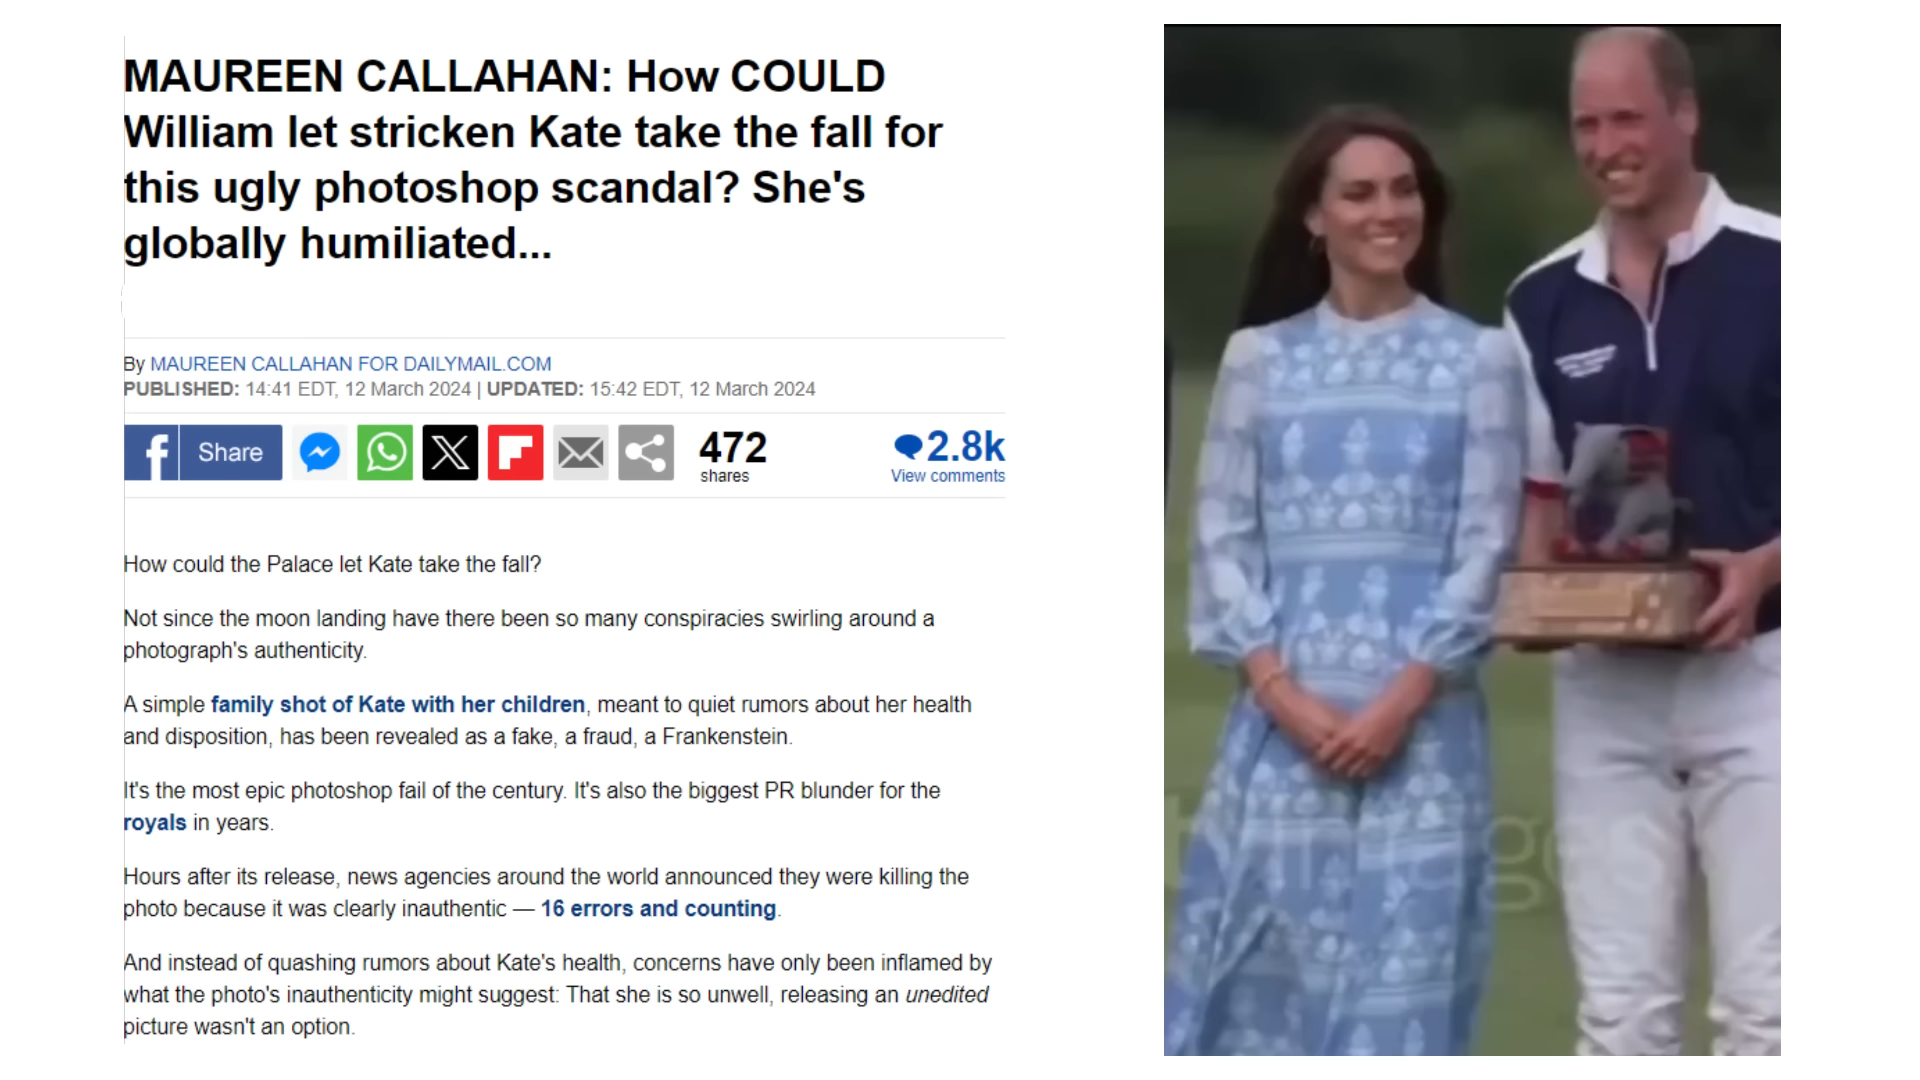 MAUREEN CALLAHAN: How COULD
William let stricken Kate take the fall for
this ugly photoshop scandal? She's
globally humiliated...
By MAUREEN CALLAHAN FOR DAILYMAIL.COM
PUBLISHED: 14:41 EDT, 12 March 2024 | UPDATED: 15:42 EDT, 12 March 2024
f Share
472
shares
2.8k
View comments
How could the Palace let Kate take the fall?
Not since the moon landing have there been so many conspiracies swirling around a
photograph's authenticity.
A simple family shot of Kate with her children, meant to quiet rumors about her health
and disposition, has been revealed as a fake, a fraud, a Frankenstein.
It's the most epic photoshop fail of the century. It's also the biggest PR blunder for the
royals in years.
Hours after its release, news agencies around the world announced they were killing the
photo because it was clearly inauthentic — 16 errors and counting.
And instead of quashing rumors about Kate's health, concerns have only been inflamed by
what the photo's inauthenticity might suggest: That she is so unwell, releasing an unedited
picture wasn't an option.